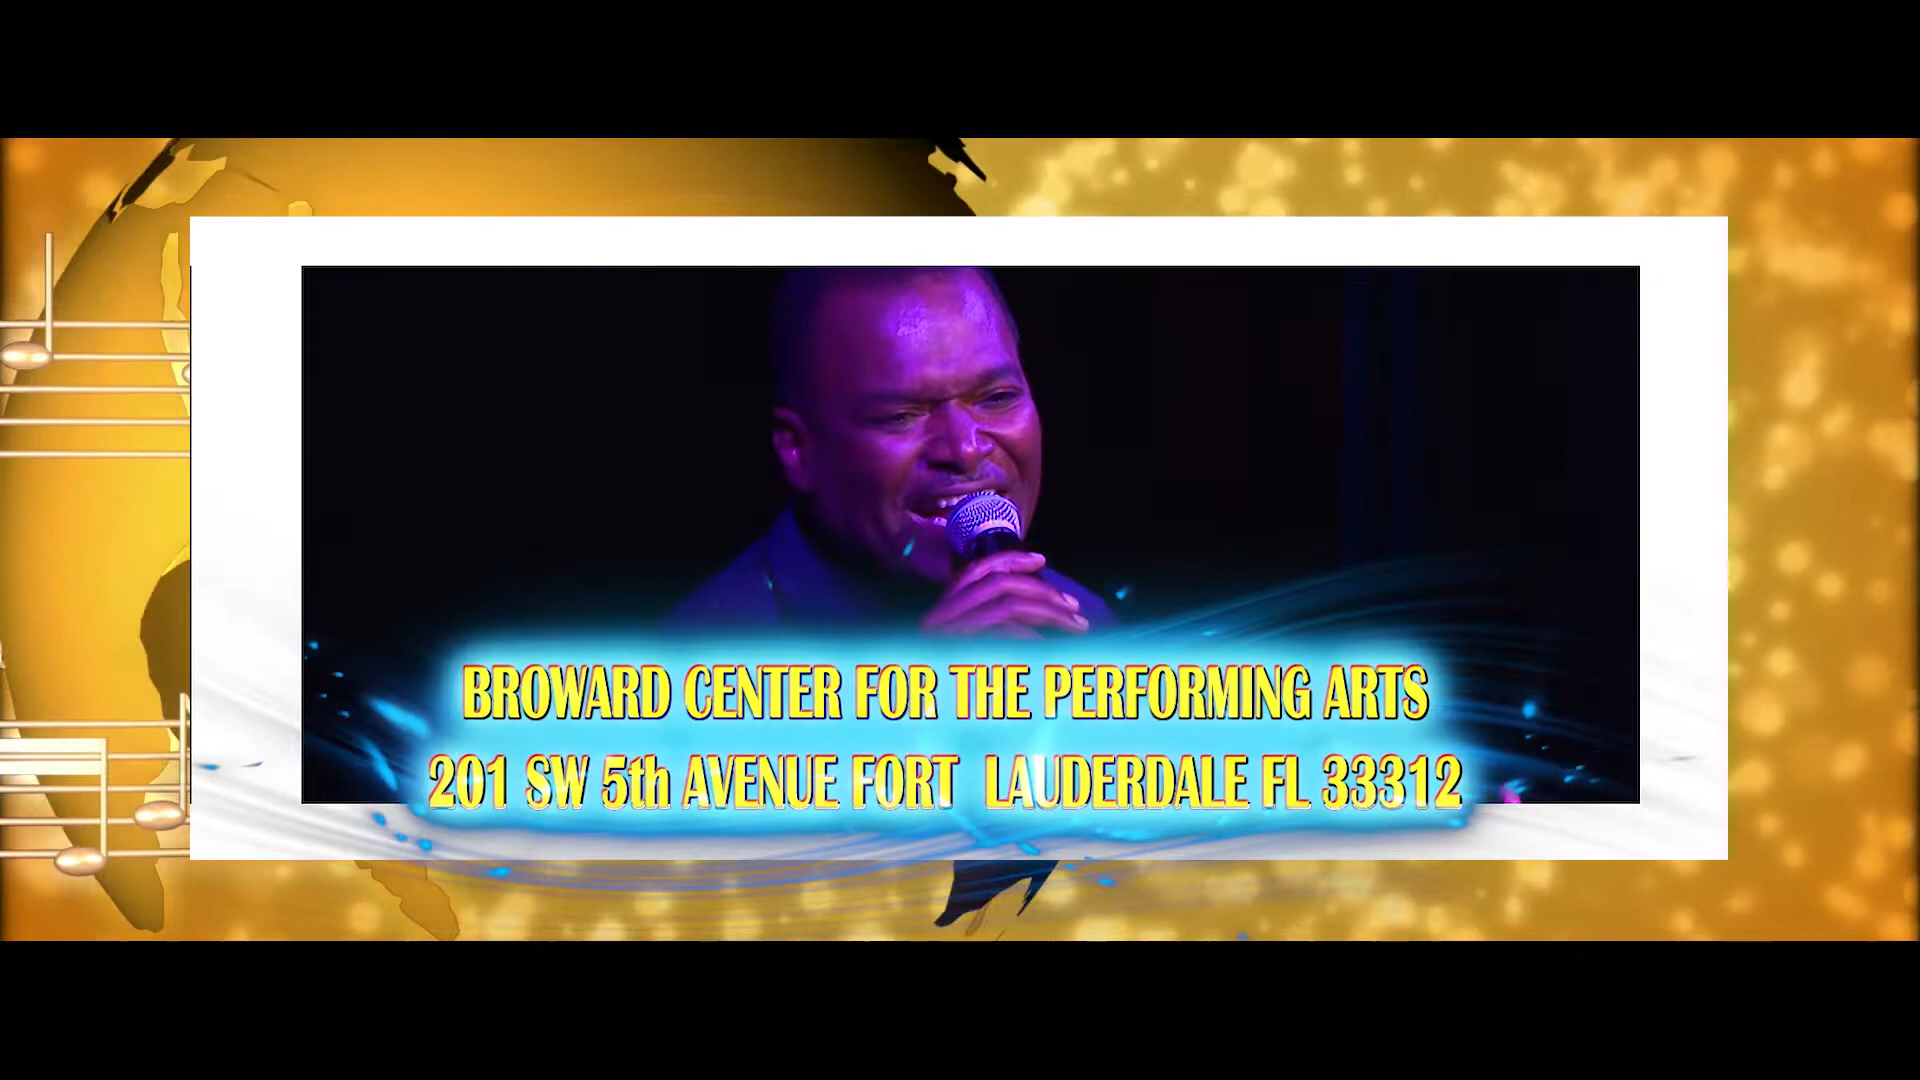 BROWARD CENTER FOR THE PERFORMING ARTS
201 SW 5th AVENUE FORT LAUDERDALE FL 33312